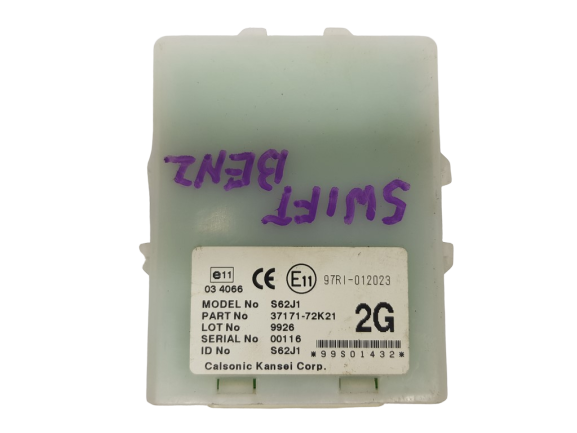 SWIFT
BENZ
e11
03 4066
CE E11 97RI-012023
MODEL No S62J1
PART No 37171-72K21
LOT No 9926
SERIAL No 00116
ID No S62J1
2G
*99S01432*
Calsonic Kansei Corp.